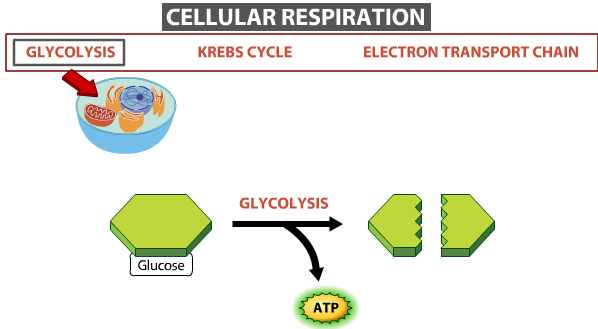 CELLULAR RESPIRATION
GLYCOLYSIS KREBS CYCLE ELECTRON TRANSPORT CHAIN
GLYCOLYSIS
Glucose
ATP